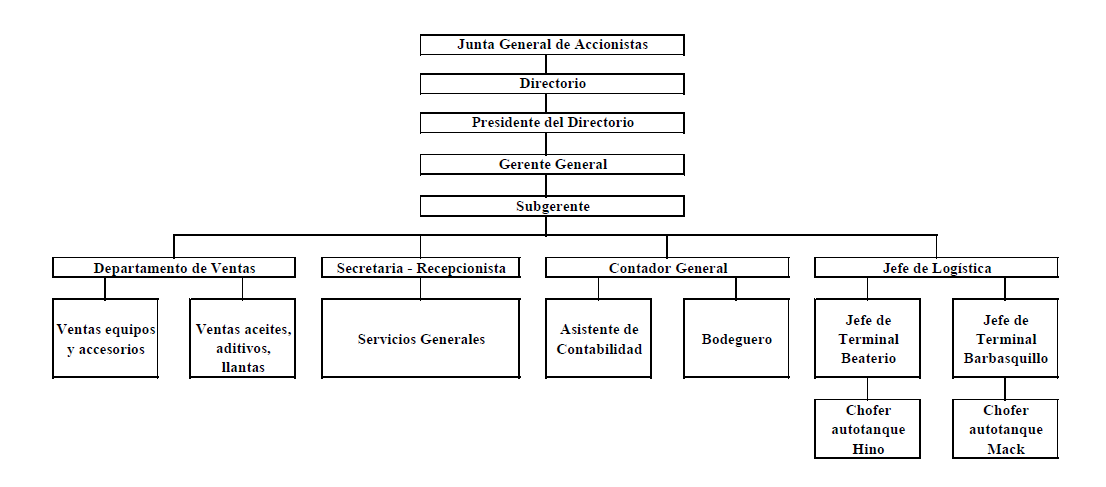 Junta General de Accionistas
Directorio
Presidente del Directorio
Gerente General
Subgerente
Departamento de Ventas
Secretaria - Recepcionista
Contador General
Jefe de Logística
Ventas equipos
y accesorios
Ventas aceites,
aditivos,
llantas
Servicios Generales
Asistente de
Contabilidad
Bodeguero
Jefe de
Terminal
Beaterio
Jefe de
Terminal
Barbasquillo
Chofer
autotanque
Hino
Chofer
autotanque
Mack